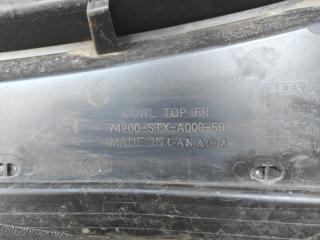 COWL TOP FR
74200-STX-A000-50
MADE IN CANADA